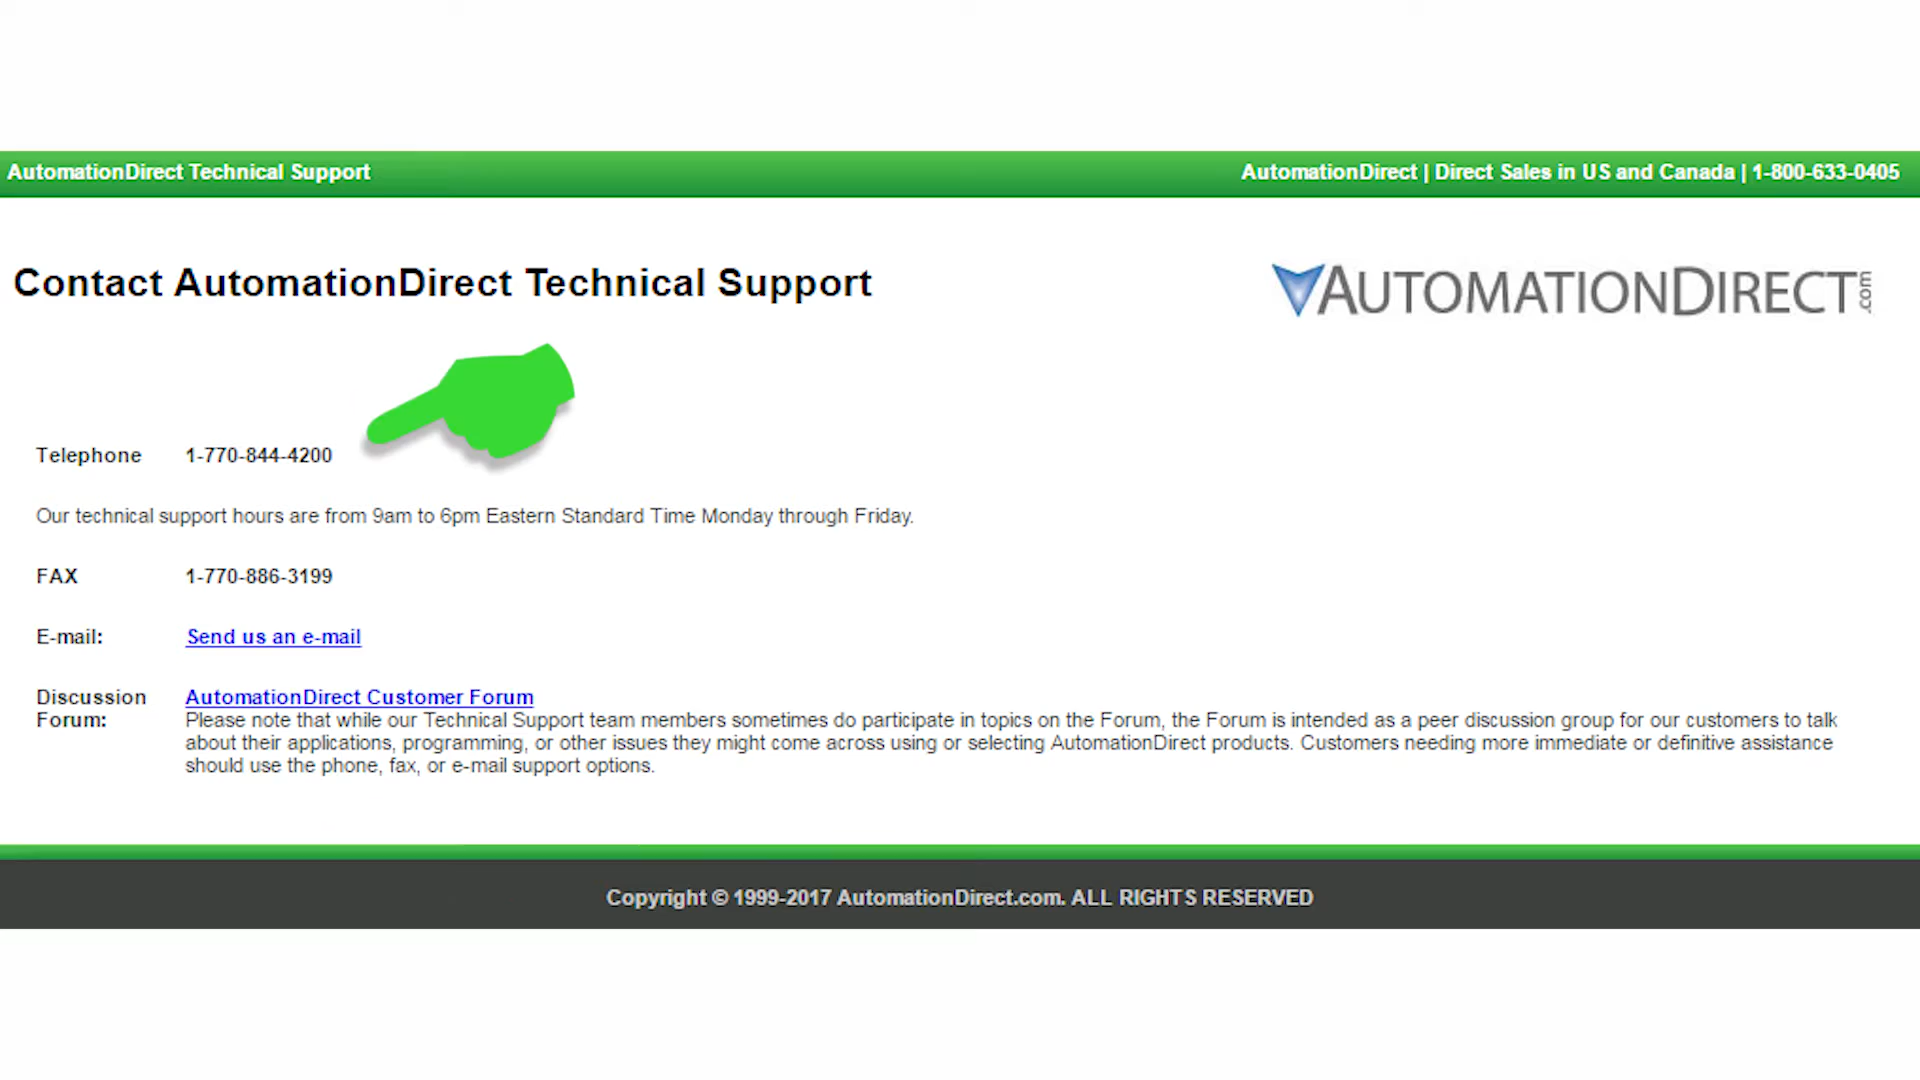 AutomationDirect Technical Support
AutomationDirect | Direct Sales in US and Canada | 1-800-633-0405
Contact AutomationDirect Technical Support
AUTOMATIONDIRECT.com
Telephone 1-770-844-4200
Our technical support hours are from 9am to 6pm Eastern Standard Time Monday through Friday.
FAX 1-770-886-3199
E-mail: Send us an e-mail
Discussion Forum:
AutomationDirect Customer Forum
Please note that while our Technical Support team members sometimes do participate in topics on the Forum, the Forum is intended as a peer discussion group for our customers to talk
about their applications, programming, or other issues they might come across using or selecting AutomationDirect products. Customers needing more immediate or definitive assistance
should use the phone, fax, or e-mail support options.
Copyright © 1999-2017 AutomationDirect.com. ALL RIGHTS RESERVED